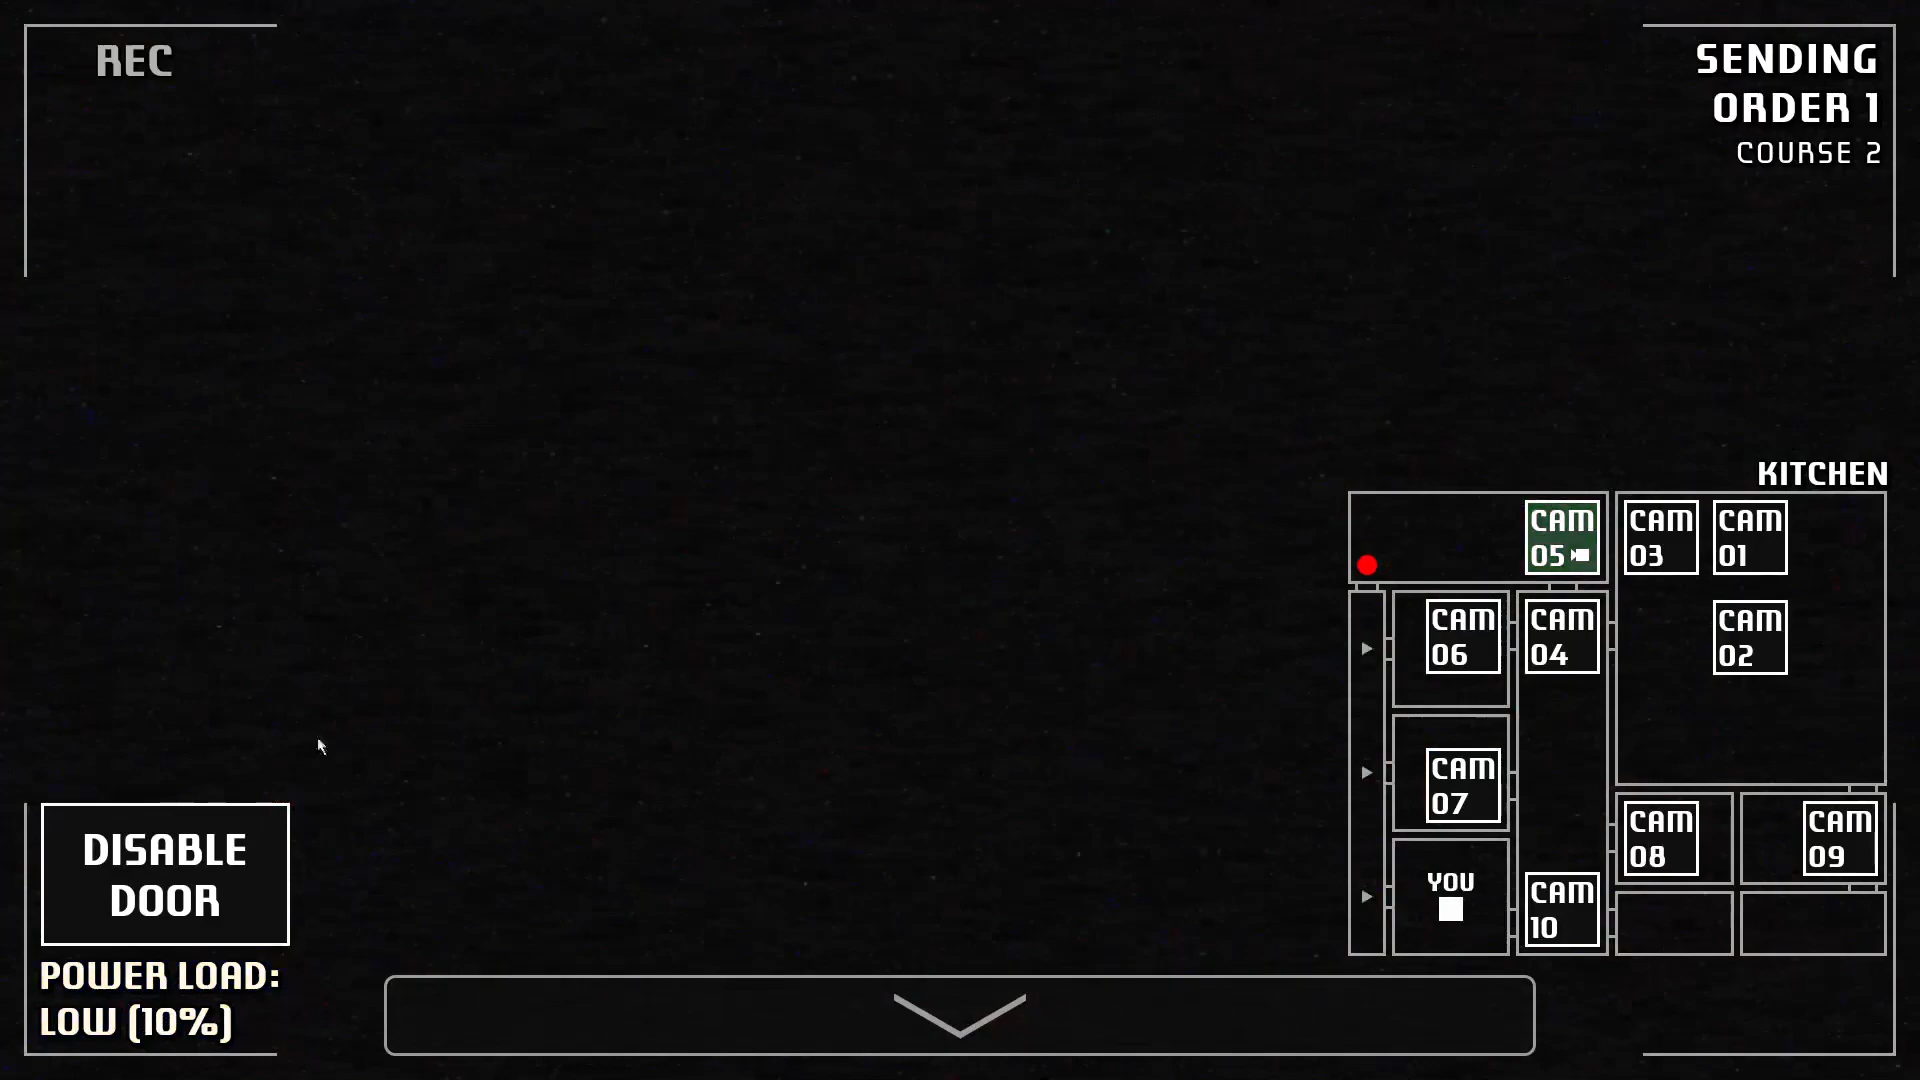 REC
SENDING
ORDER 1
COURSE 2
KITCHEN
CAM
05
CAM
03
CAM
01
CAM
06
CAM
04
CAM
02
CAM
07
CAM
08
CAM
09
YOU
CAM
10
DISABLE
DOOR
POWER LOAD:
LOW (10%)